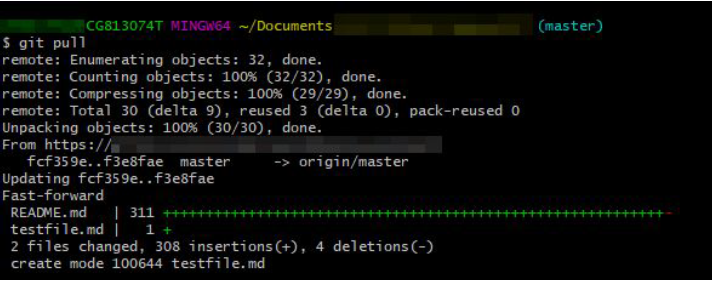 CG813074T MINGW64 ~/Documents (master)
$ git pull
remote: Enumerating objects: 32, done.
remote: Counting objects: 100% (32/32), done.
remote: Compressing objects: 100% (29/29), done.
remote: Total 30 (delta 9), reused 3 (delta 0), pack-reused 0
Unpacking objects: 100% (30/30), done.
From https://
fcf359e..f3e8fae master -> origin/master
Updating fcf359e..f3e8fae
Fast-forward
README.md | 311 ++++++++++++++++++++++++++++++++++++++++++++++++++++++++++-
testfile.md | 1 +
2 files changed, 308 insertions(+), 4 deletions(-)
create mode 100644 testfile.md